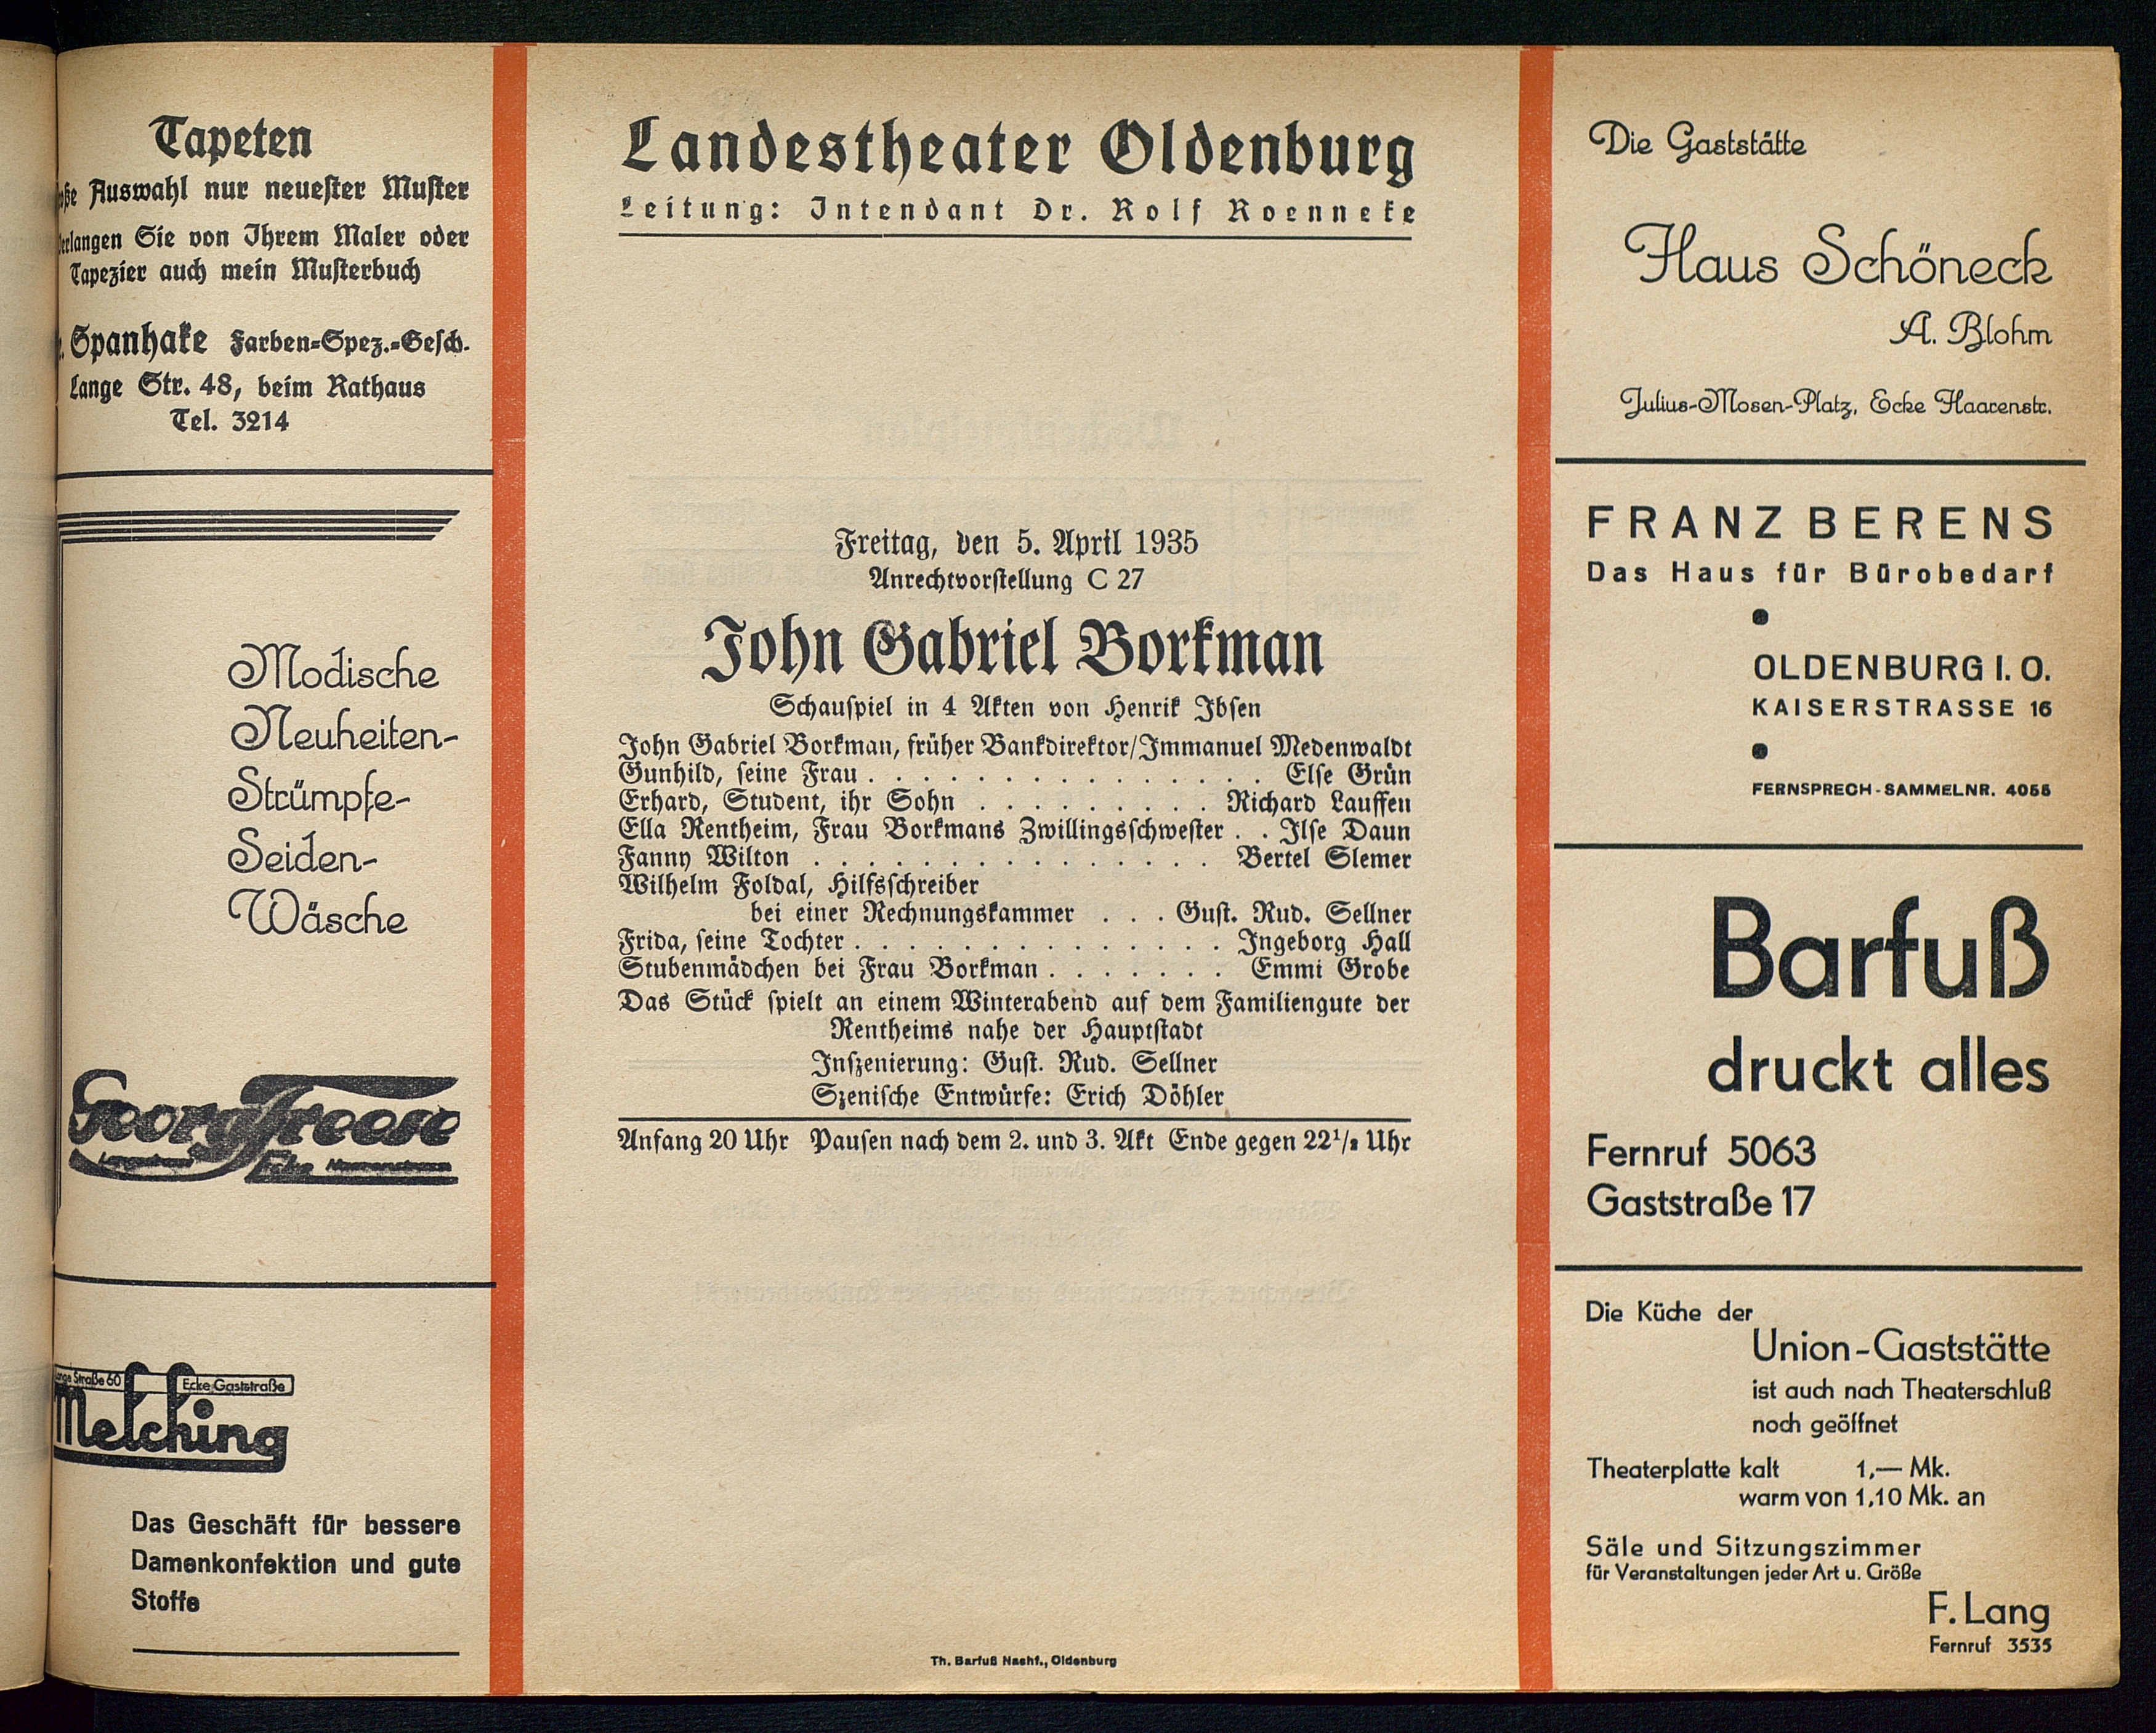 Tapeten
Auswahl nur neuester Muster
Verlangen Sie von Ihrem Maler oder
Tapezier auch mein Musterbuch
Spanhake Farben-Spez.-Gesch.
Lange Str. 48, beim Rathaus
Tel. 3214
Modische
Neuheiten-
Strümpfe-
Seiden-
Wäsche
Georg Freese
Langestrasse Ecke Haarenstrasse
Lange Straße 60 Ecke Gaststraße
Melching
Das Geschäft für bessere
Damenkonfektion und gute
Stoffe
Landestheater Oldenburg
Leitung: Intendant Dr. Rolf Roenneke
Freitag, den 5. April 1935
Anrechtvorstellung C 27
John Gabriel Borkman
Schauspiel in 4 Akten von Henrik Ibsen
John Gabriel Borkman, früher Bankdirektor/Immanuel Medenwaldt
Gunhild, seine Frau . . . . . . . . . . . . . . . Else Grün
Erhard, Student, ihr Sohn . . . . . . . . . Richard Lauffen
Ella Rentheim, Frau Borkmans Zwillingsschwester . . Ilse Daun
Fanny Wilton . . . . . . . . . . . . . . . Bertel Slemer
Wilhelm Foldal, Hilfsschreiber
bei einer Rechnungskammer . . . Gust. Rud. Sellner
Frida, seine Tochter . . . . . . . . . . . . . . Ingeborg Hall
Stubenmädchen bei Frau Borkman . . . . . . . Emmi Grobe
Das Stück spielt an einem Winterabend auf dem Familiengute der
Rentheims nahe der Hauptstadt
Inszenierung: Gust. Rud. Sellner
Szenische Entwürfe: Erich Döhler
Anfang 20 Uhr Pausen nach dem 2. und 3. Akt Ende gegen 22½ Uhr
Th. Barfuß Nachf., Oldenburg
Die Gaststätte
Haus Schöneck
A. Blohm
Julius-Mosen-Platz, Ecke Haarenstr.
FRANZ BERENS
Das Haus für Bürobedarf
•
OLDENBURG I. O.
KAISERSTRASSE 16
•
FERNSPRECH-SAMMELNR. 4055
Barfuß
druckt alles
Fernruf 5063
Gaststraße 17
Die Küche der
Union-Gaststätte
ist auch nach Theaterschluß
noch geöffnet
Theaterplatte kalt 1,— Mk.
warm von 1,10 Mk. an
Säle und Sitzungszimmer
für Veranstaltungen jeder Art u. Größe
F. Lang
Fernruf 3535